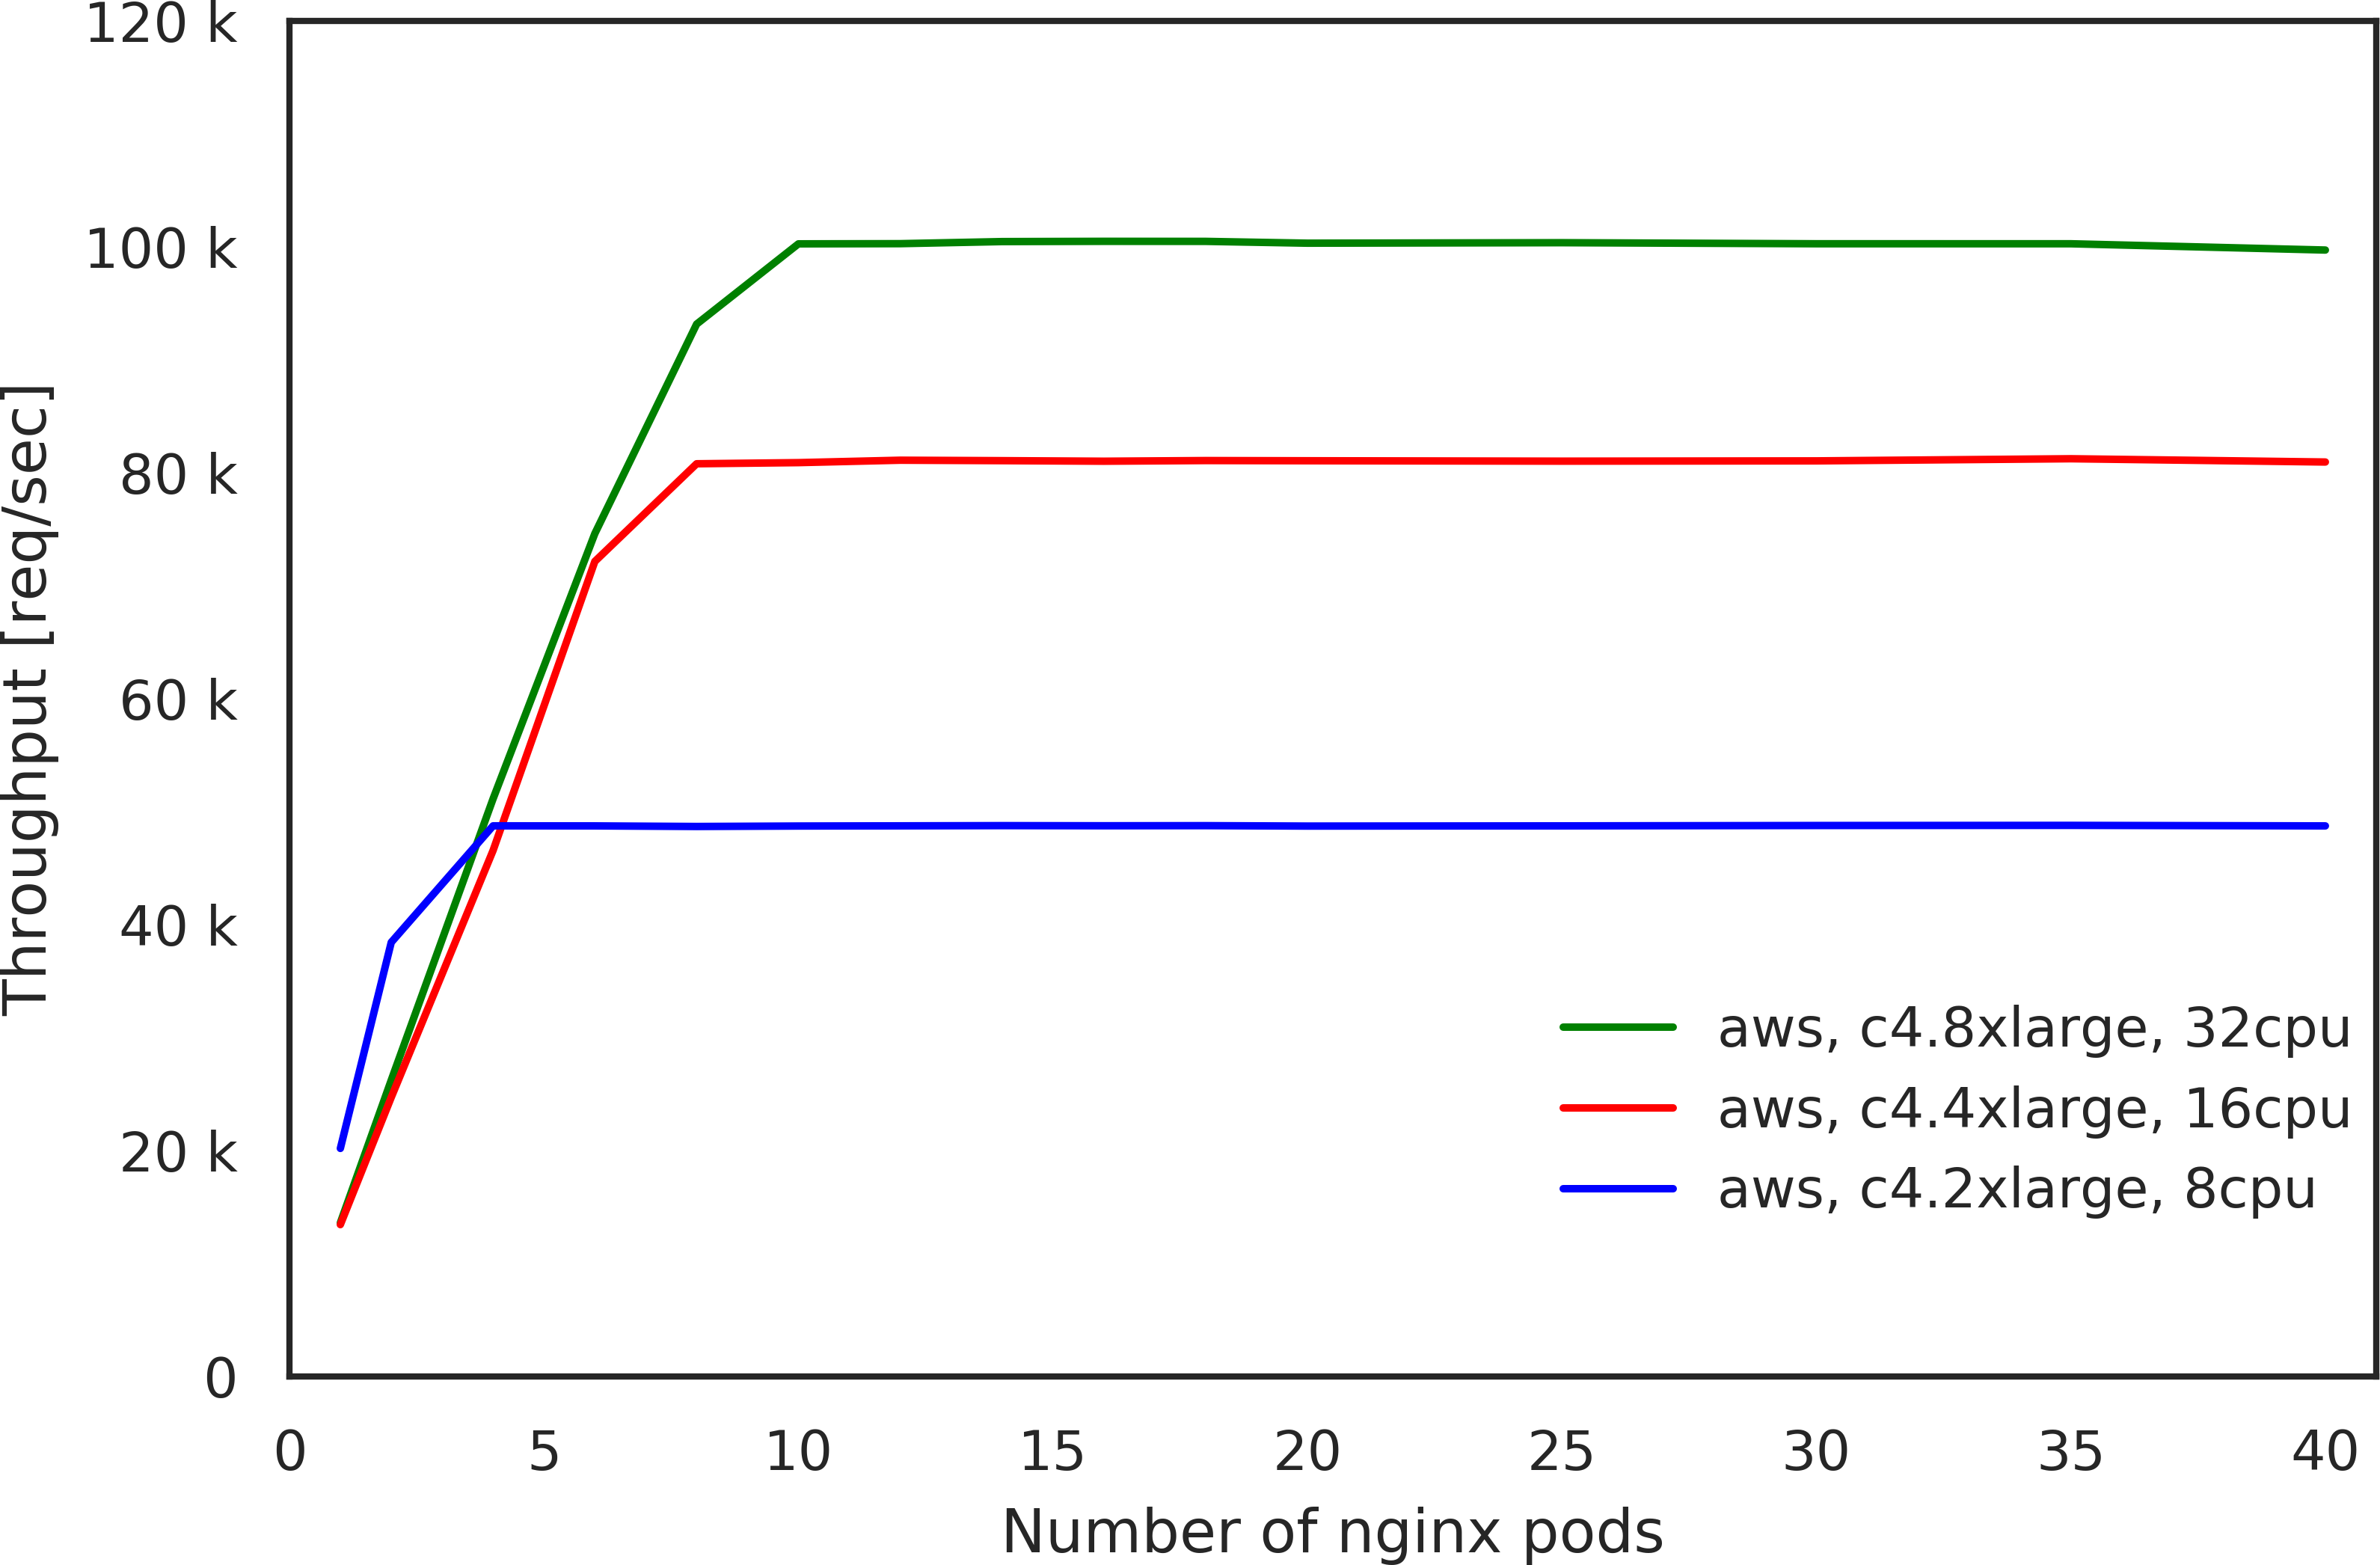 120 k
100 k
80 k
60 k
40 k
20 k
0
Throughput [req/sec]
aws, c4.8xlarge, 32cpu
aws, c4.4xlarge, 16cpu
aws, c4.2xlarge, 8cpu
0 5 10 15 20 25 30 35 40
Number of nginx pods